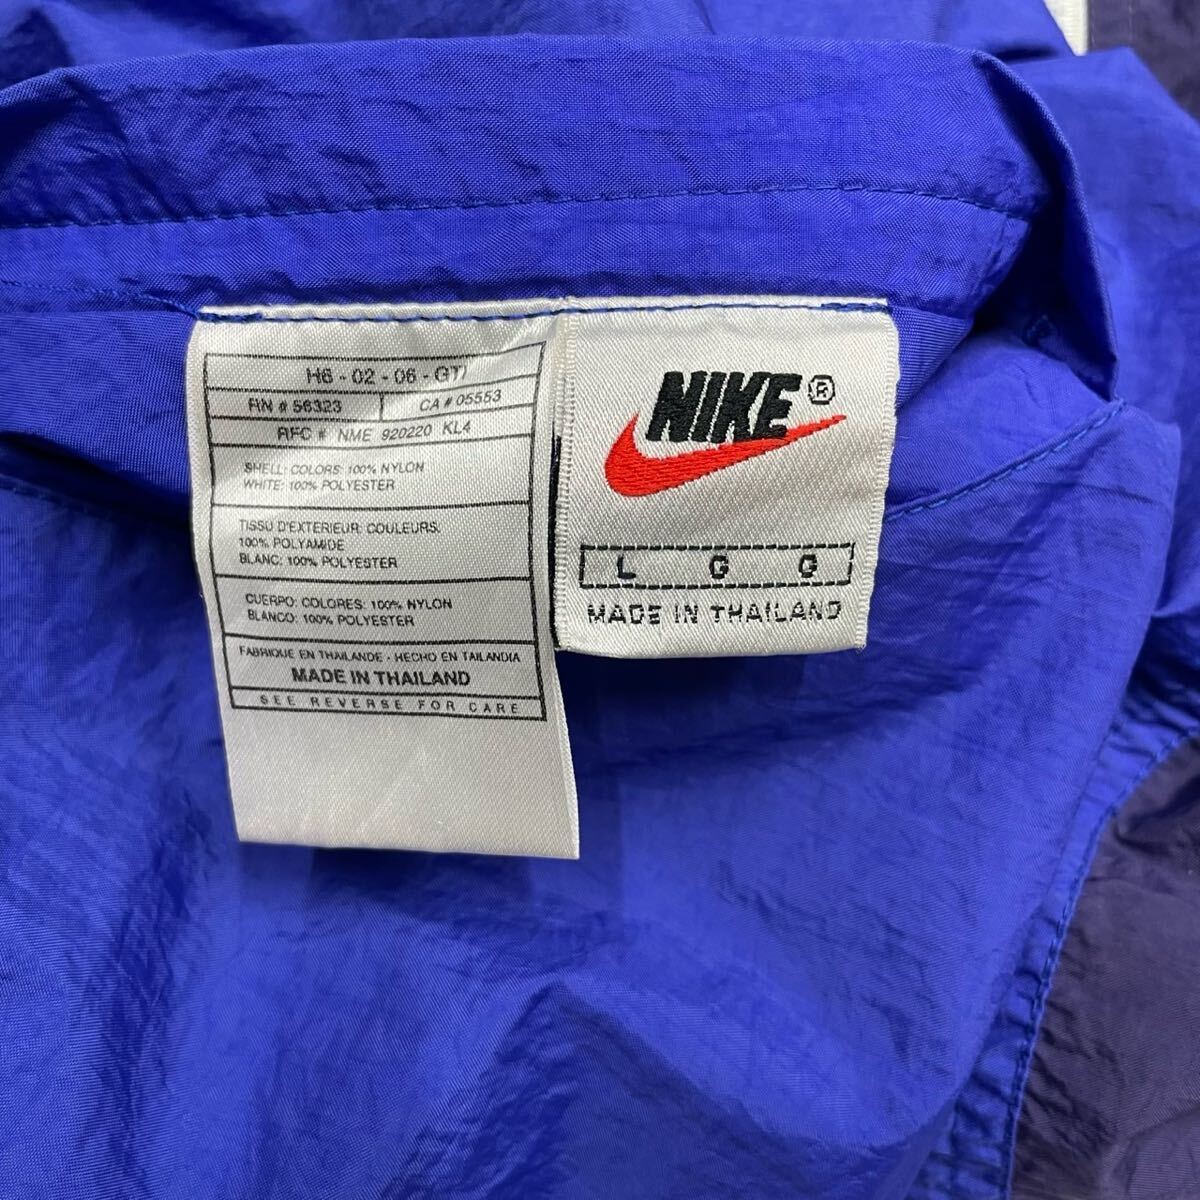 H6 - 02 - 06 - GTI
RN # 56323 CA # 05553
RFC # NME 920220 KL4
SHELL: COLORS: 100% NYLON
WHITE: 100% POLYESTER
TISSU D'EXTERIEUR: COULEURS:
100% POLYAMIDE
BLANC: 100% POLYESTER
CUERPO: COLORES: 100% NYLON
BLANCO: 100% POLYESTER
FABRIQUE EN THAILANDE - HECHO EN TAILANDIA
MADE IN THAILAND
SEE REVERSE FOR CARE
NIKE®
L G G
MADE IN THAILAND